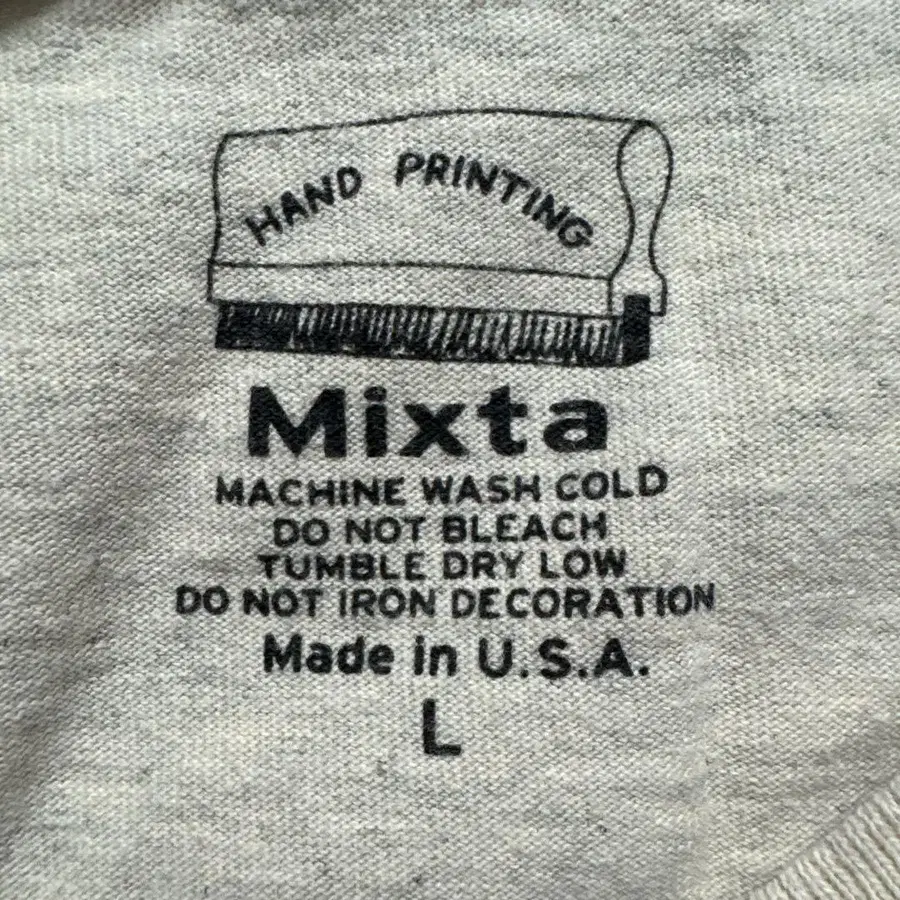 HAND PRINTING
Mixta
MACHINE WASH COLD
DO NOT BLEACH
TUMBLE DRY LOW
DO NOT IRON DECORATION
Made in U.S.A.
L